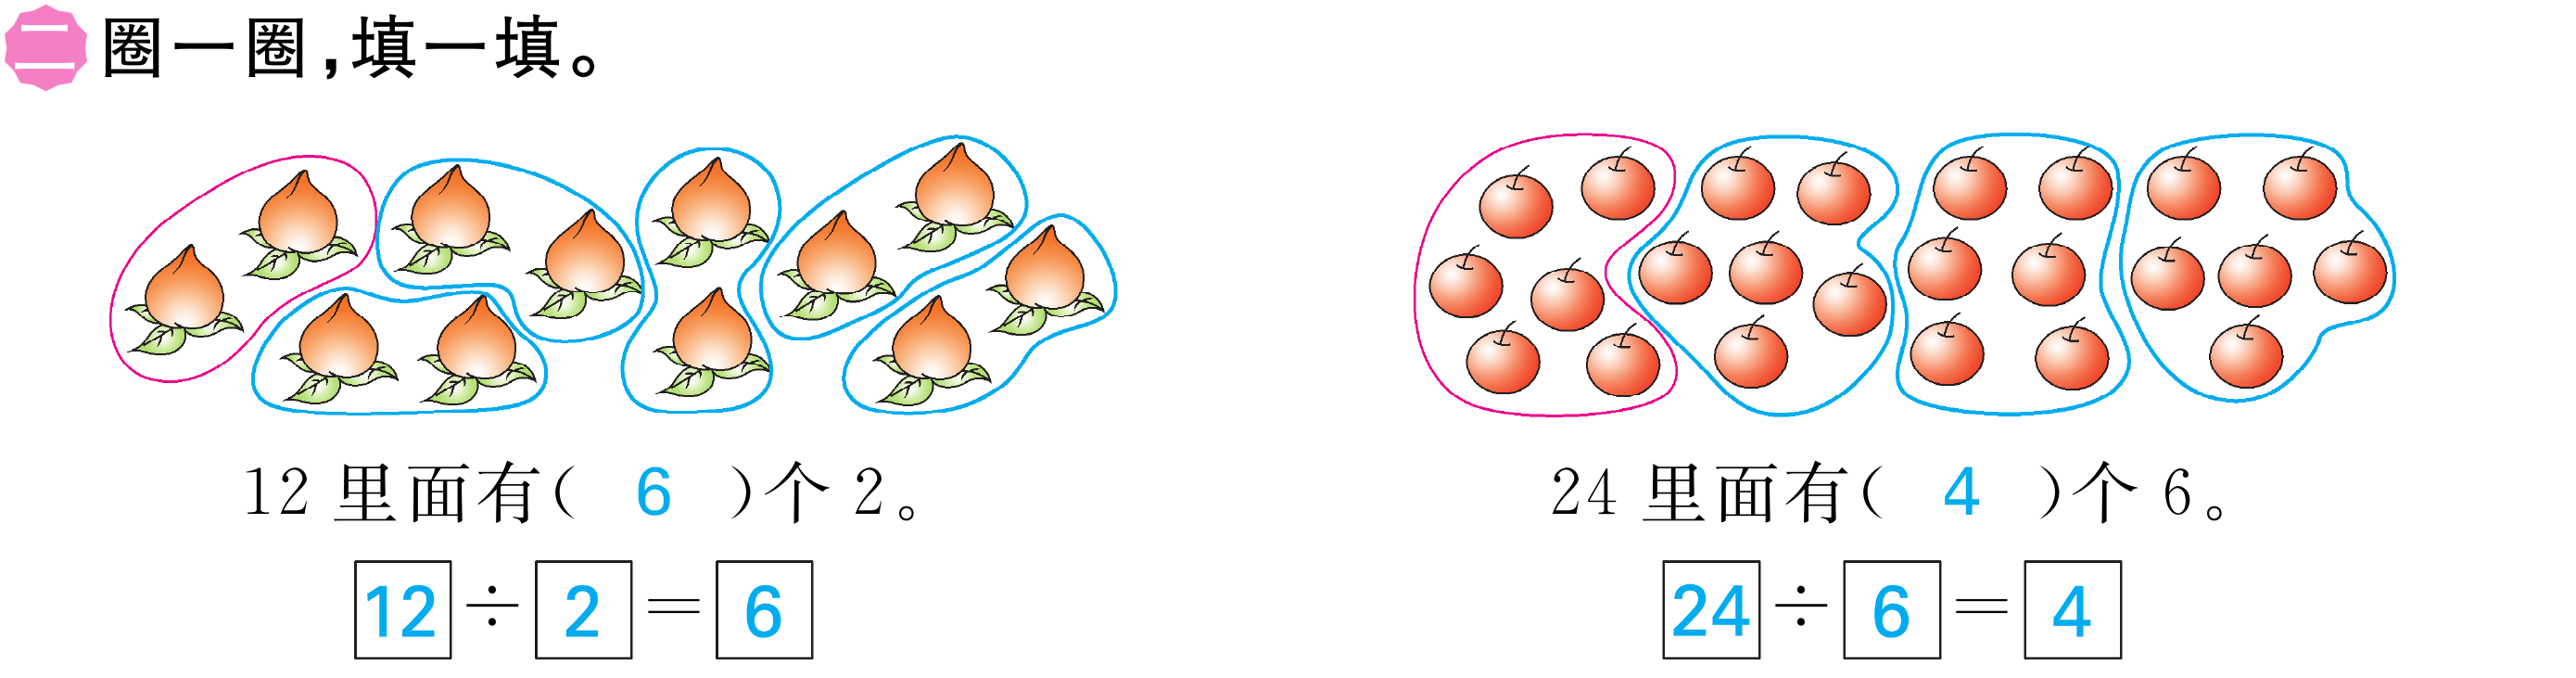 二 圈一圈,填一填。
12 里面有( 6 )个 2。
12 ÷ 2 = 6
24 里面有( 4 )个 6。
24 ÷ 6 = 4